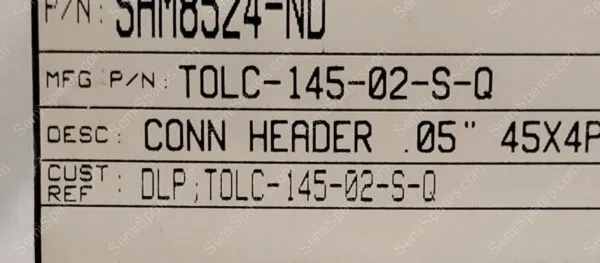 P/N: SAM8524-ND
MFG P/N: TOLC-145-02-S-Q
DESC: CONN HEADER .05" 45X4P
CUST REF : DLP;TOLC-145-02-S-Q